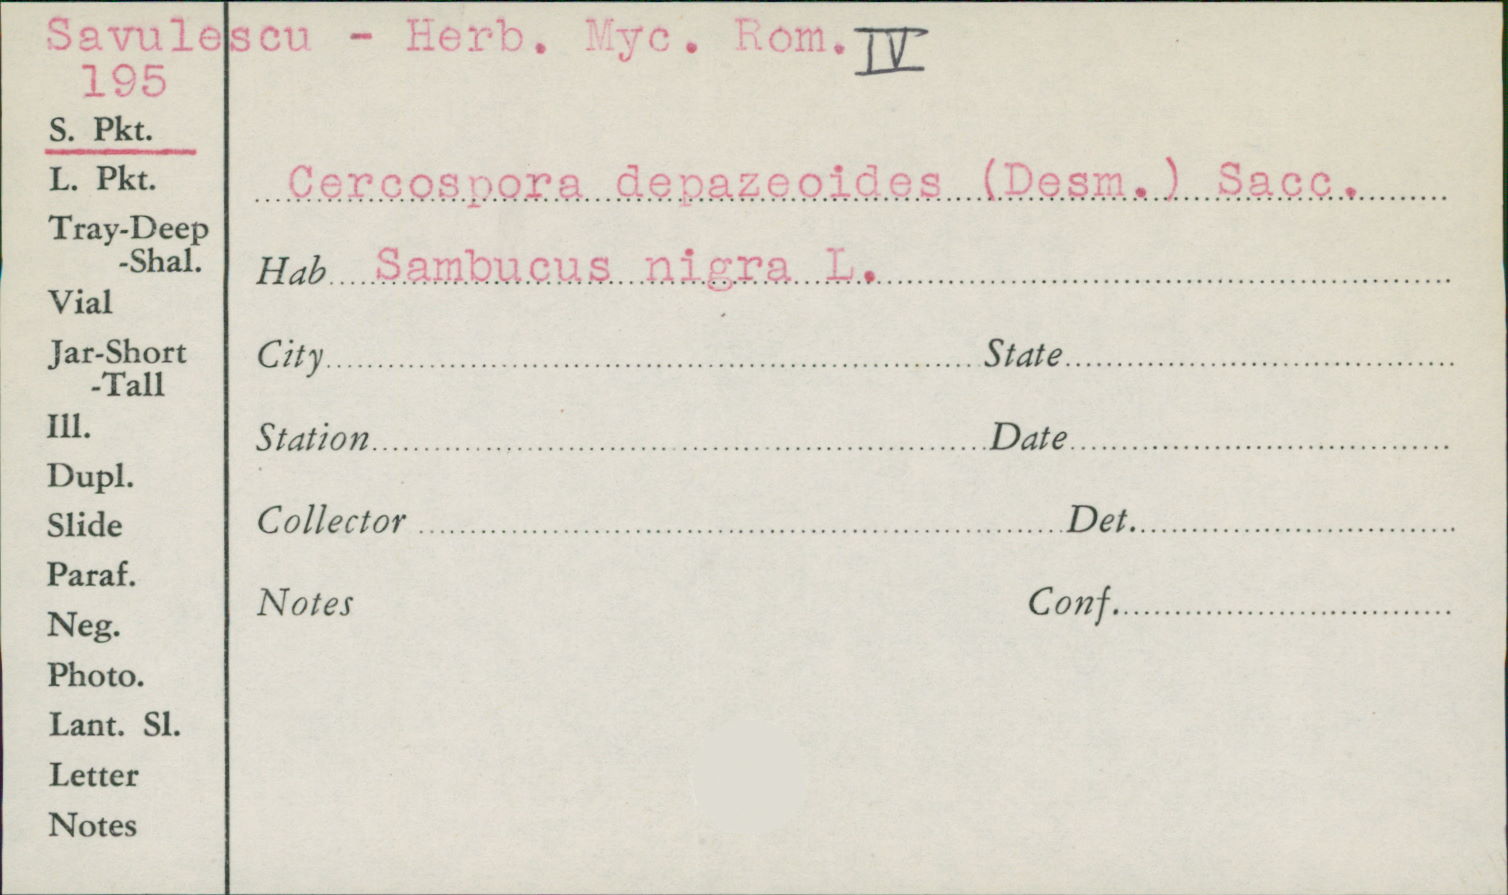 Savulescu - Herb. Myc. Rom. IV
195
S. Pkt.
L. Pkt.
Tray-Deep
-Shal.
Vial
Jar-Short
-Tall
Ill.
Dupl.
Slide
Paraf.
Neg.
Photo.
Lant. Sl.
Letter
Notes
Cercospora depazeoides (Desm.) Sacc.
Hab Sambucus nigra L.
City State
Station Date
Collector Det.
Notes Conf.